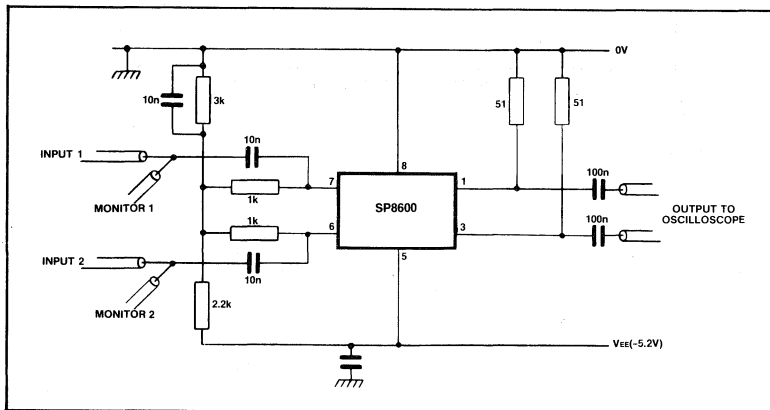 0V
10n
3k
51
51
10n
INPUT 1
100n
8
7
1
1k
MONITOR 1
SP8600
OUTPUT TO
OSCILLOSCOPE
1k
100n
6
3
INPUT 2
10n
5
MONITOR 2
2.2k
VEE(-5.2V)